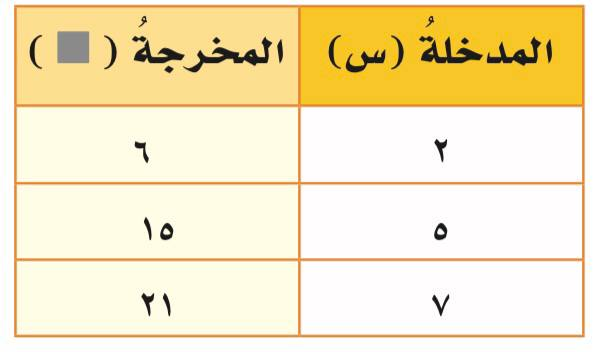 المدخلةُ (س) المخرجةُ ( ■ )
٢ ٦
٥ ١٥
٧ ٢١